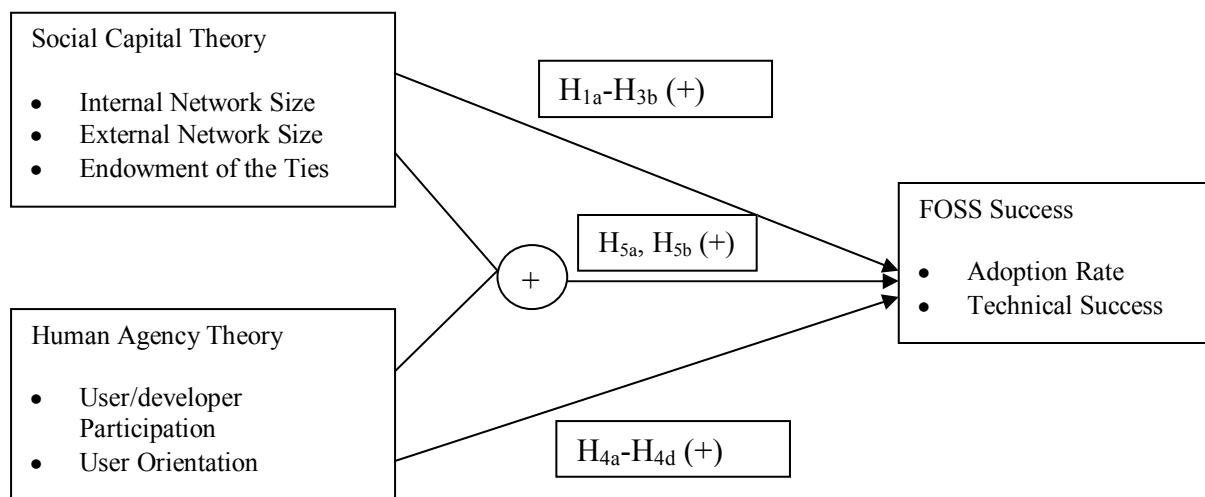 Social Capital Theory
• Internal Network Size
• External Network Size
• Endowment of the Ties
H1a-H3b (+)
FOSS Success
• Adoption Rate
• Technical Success
H5a, H5b (+)
+
Human Agency Theory
• User/developer
Participation
• User Orientation
H4a-H4d (+)